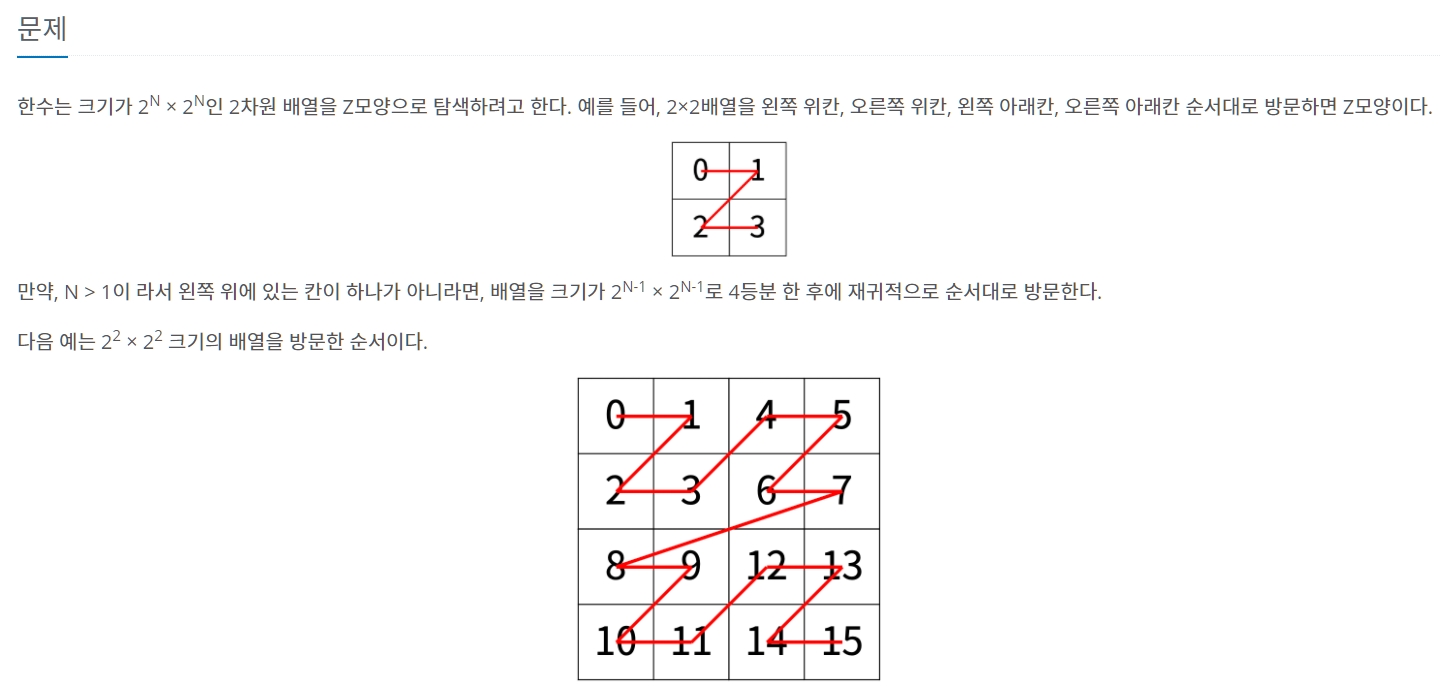 문제
한수는 크기가 2^N × 2^N인 2차원 배열을 Z모양으로 탐색하려고 한다. 예를 들어, 2×2배열을 왼쪽 위칸, 오른쪽 위칸, 왼쪽 아래칸, 오른쪽 아래칸 순서대로 방문하면 Z모양이다.
0 1
2 3
만약, N > 1이 라서 왼쪽 위에 있는 칸이 하나가 아니라면, 배열을 크기가 2^N-1 × 2^N-1로 4등분 한 후에 재귀적으로 순서대로 방문한다.
다음 예는 2^2 × 2^2 크기의 배열을 방문한 순서이다.
0 1 4 5
2 3 6 7
8 9 12 13
10 11 14 15